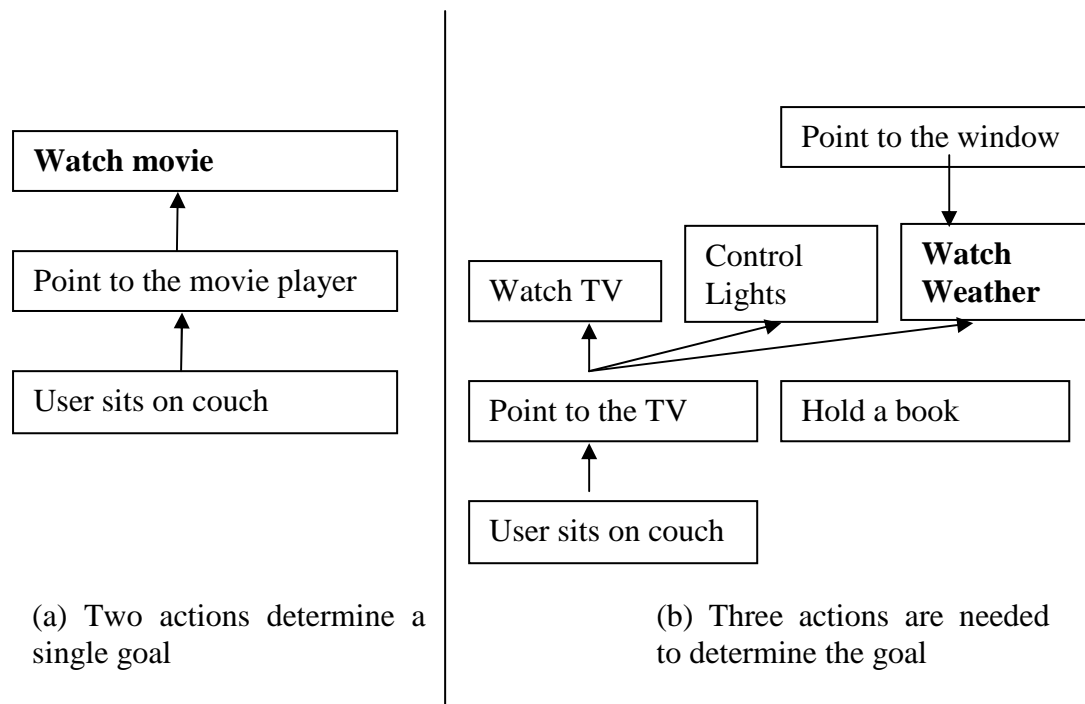 Watch movie
Point to the movie player
User sits on couch
(a) Two actions determine a
single goal
Point to the window
Watch TV
Control
Lights
Watch
Weather
Point to the TV
Hold a book
User sits on couch
(b) Three actions are needed
to determine the goal